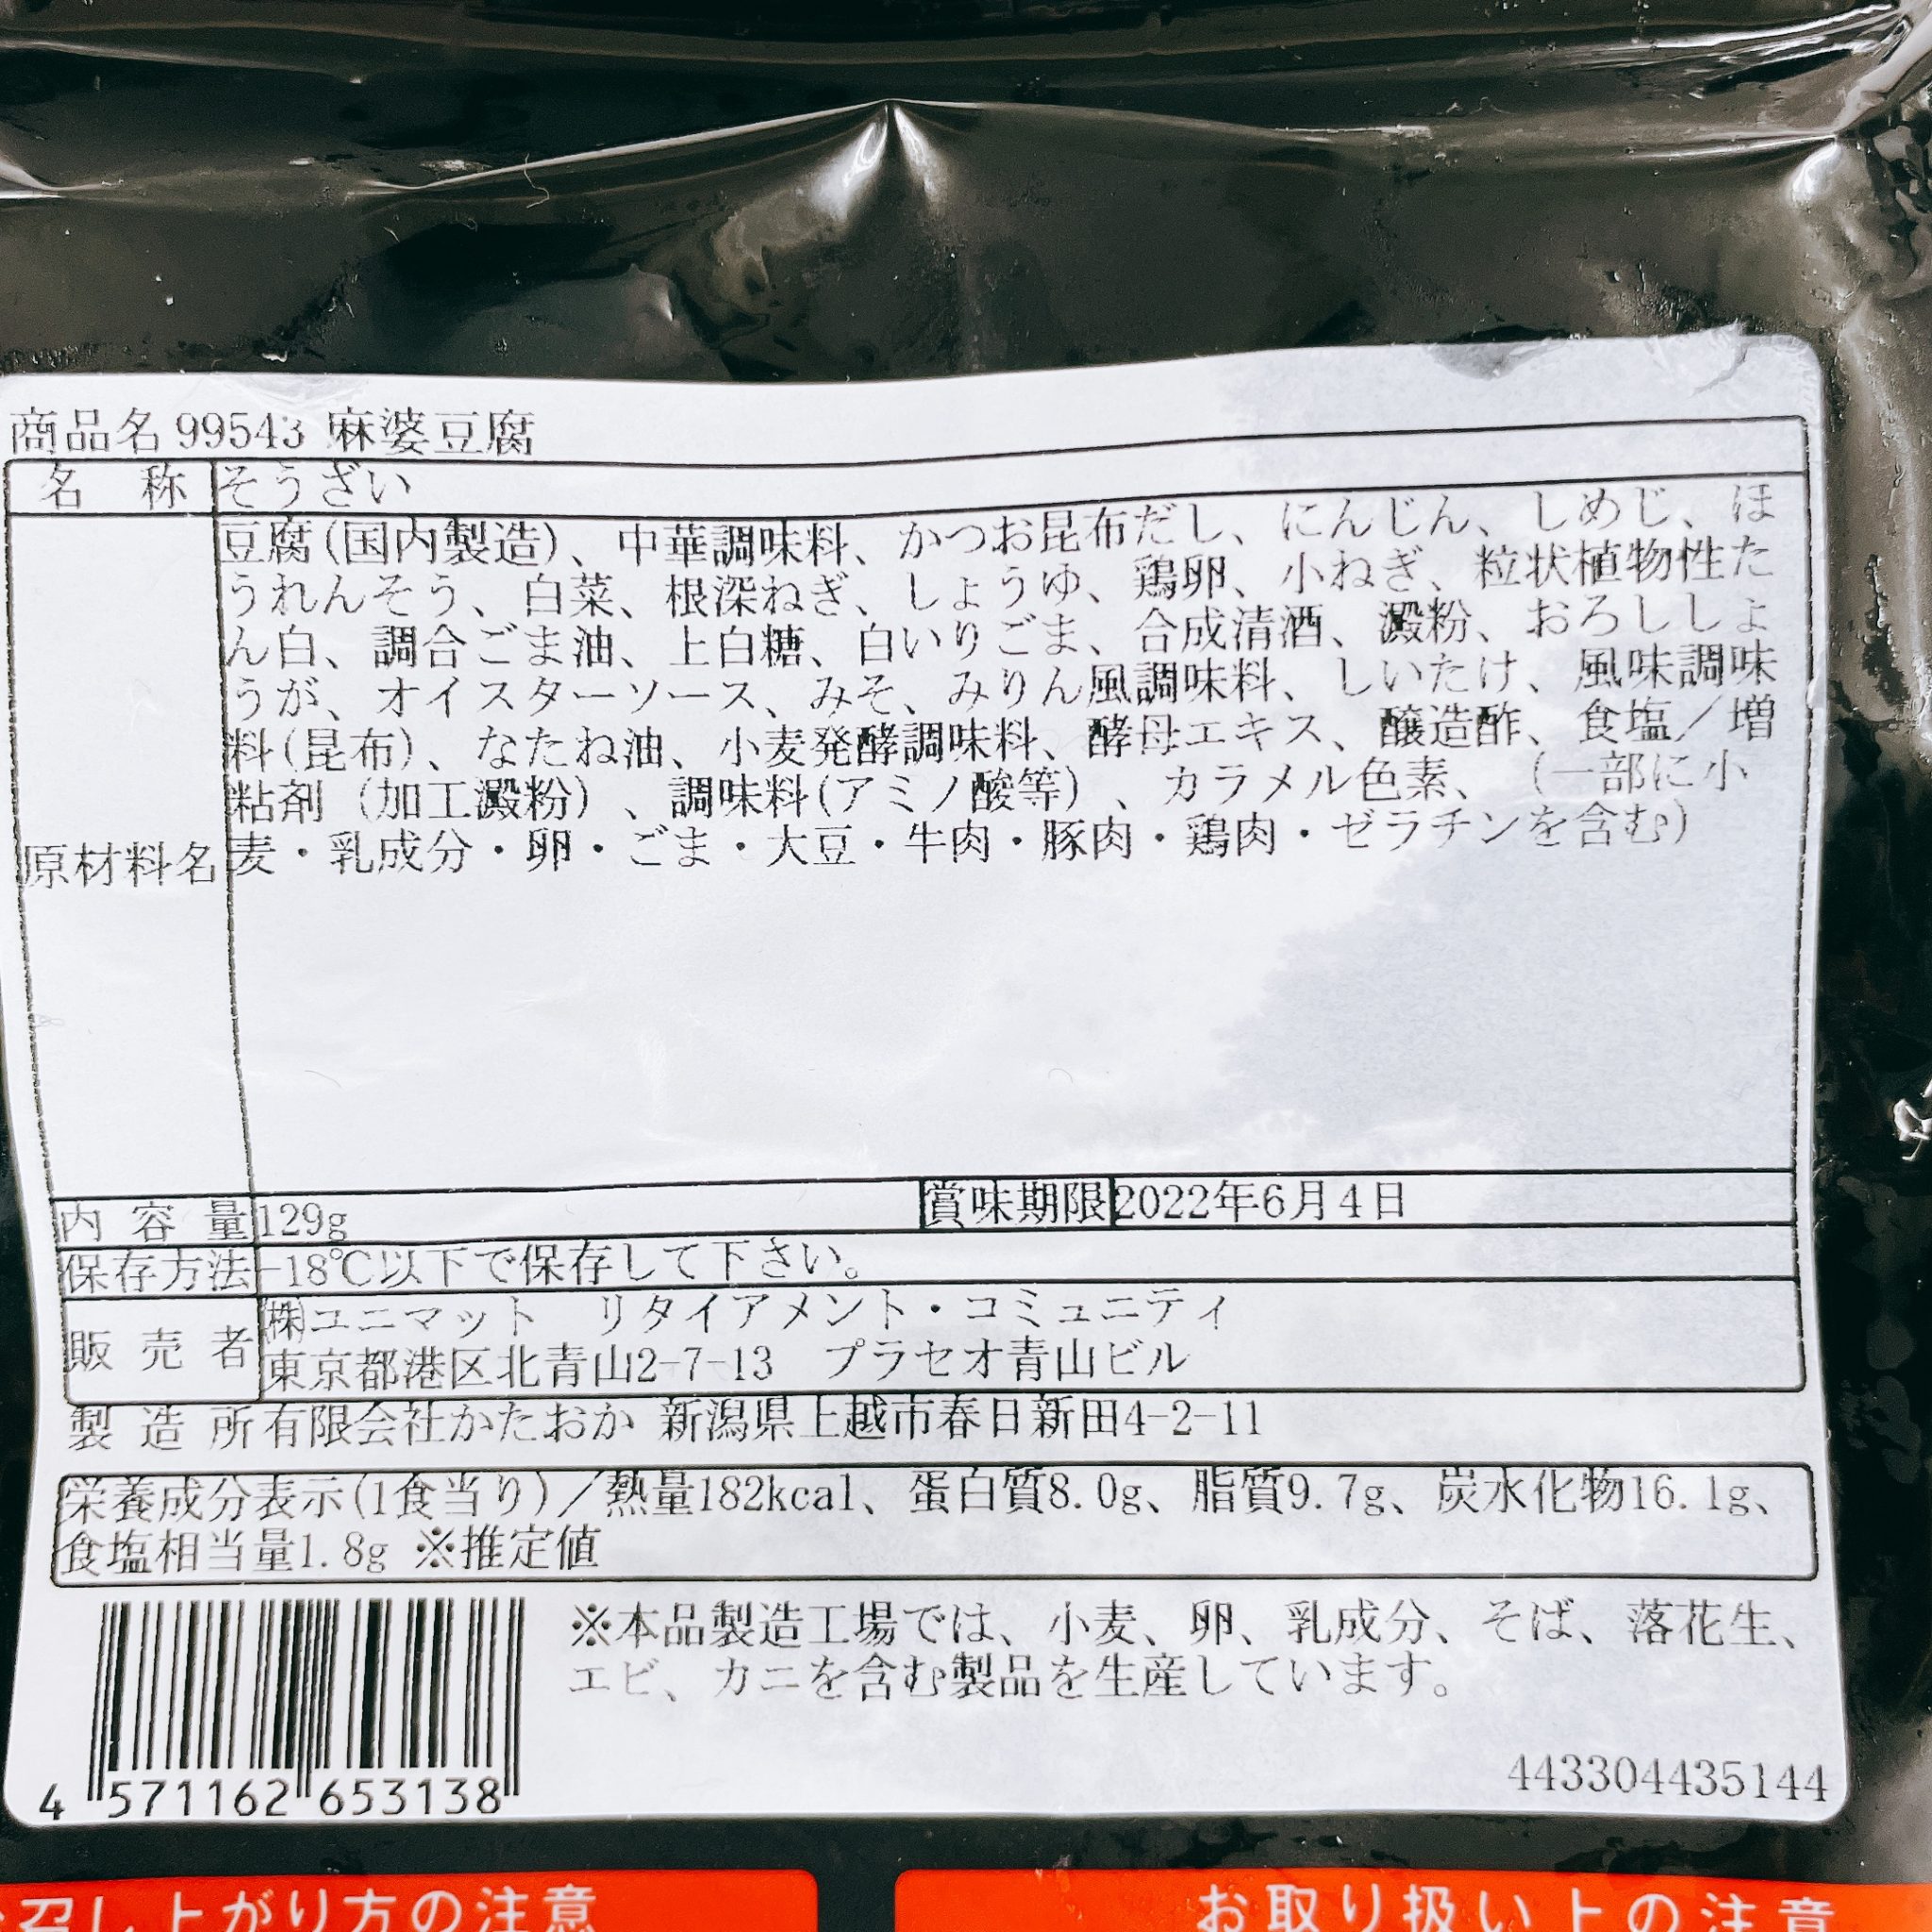 商品名 99543 麻婆豆腐
名 称 そうざい
原材料名
豆腐(国内製造)、中華調味料、かつお昆布だし、にんじん、しめじ、ほ
うれんそう、白菜、根深ねぎ、しょうゆ、鶏卵、小ねぎ、粒状植物性た
ん白、調合ごま油、上白糖、白いりごま、合成清酒、澱粉、おろししょ
うが、オイスターソース、みそ、みりん風調味料、しいたけ、風味調味
料(昆布)、なたね油、小麦発酵調味料、酵母エキス、醸造酢、食塩／増
粘剤（加工澱粉）、調味料(アミノ酸等)、カラメル色素、（一部に小
麦・乳成分・卵・ごま・大豆・牛肉・豚肉・鶏肉・ゼラチンを含む)
内 容 量 129g 賞味期限 2022年6月4日
保存方法 -18℃以下で保存して下さい。
販 売 者
㈱ユニマット リタイアメント・コミュニティ
東京都港区北青山2-7-13 プラセオ青山ビル
製 造 所 有限会社かたおか 新潟県上越市春日新田4-2-11
栄養成分表示(1食当り)／熱量182kcal、蛋白質8.0g、脂質9.7g、炭水化物16.1g、
食塩相当量1.8g ※推定値
※本品製造工場では、小麦、卵、乳成分、そば、落花生、
エビ、カニを含む製品を生産しています。
4 571162 653138
443304435144
召し上がり方の注意
お取り扱い上の注意